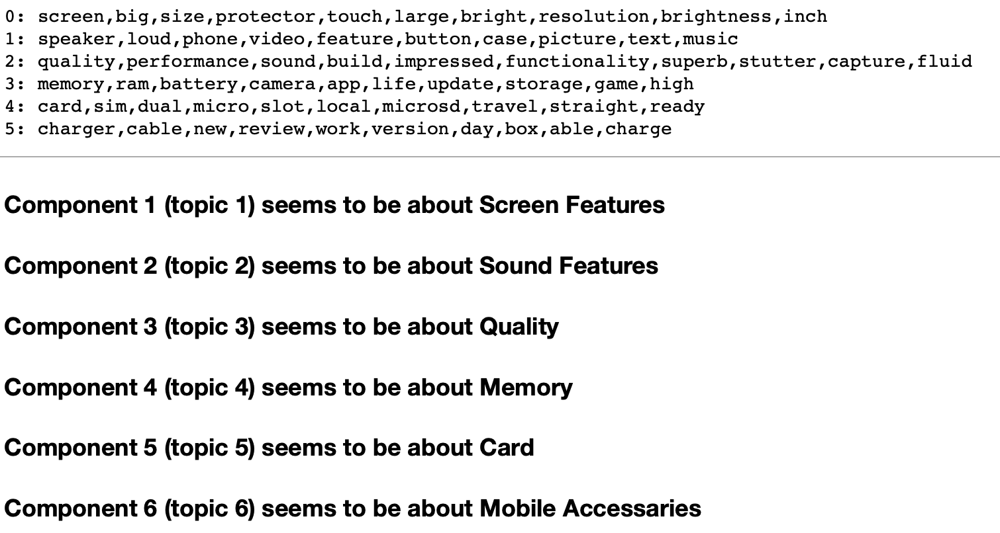 0: screen,big,size,protector,touch,large,bright,resolution,brightness,inch
1: speaker,loud,phone,video,feature,button,case,picture,text,music
2: quality,performance,sound,build,impressed,functionality,superb,stutter,capture,fluid
3: memory,ram,battery,camera,app,life,update,storage,game,high
4: card,sim,dual,micro,slot,local,microsd,travel,straight,ready
5: charger,cable,new,review,work,version,day,box,able,charge
Component 1 (topic 1) seems to be about Screen Features
Component 2 (topic 2) seems to be about Sound Features
Component 3 (topic 3) seems to be about Quality
Component 4 (topic 4) seems to be about Memory
Component 5 (topic 5) seems to be about Card
Component 6 (topic 6) seems to be about Mobile Accessaries